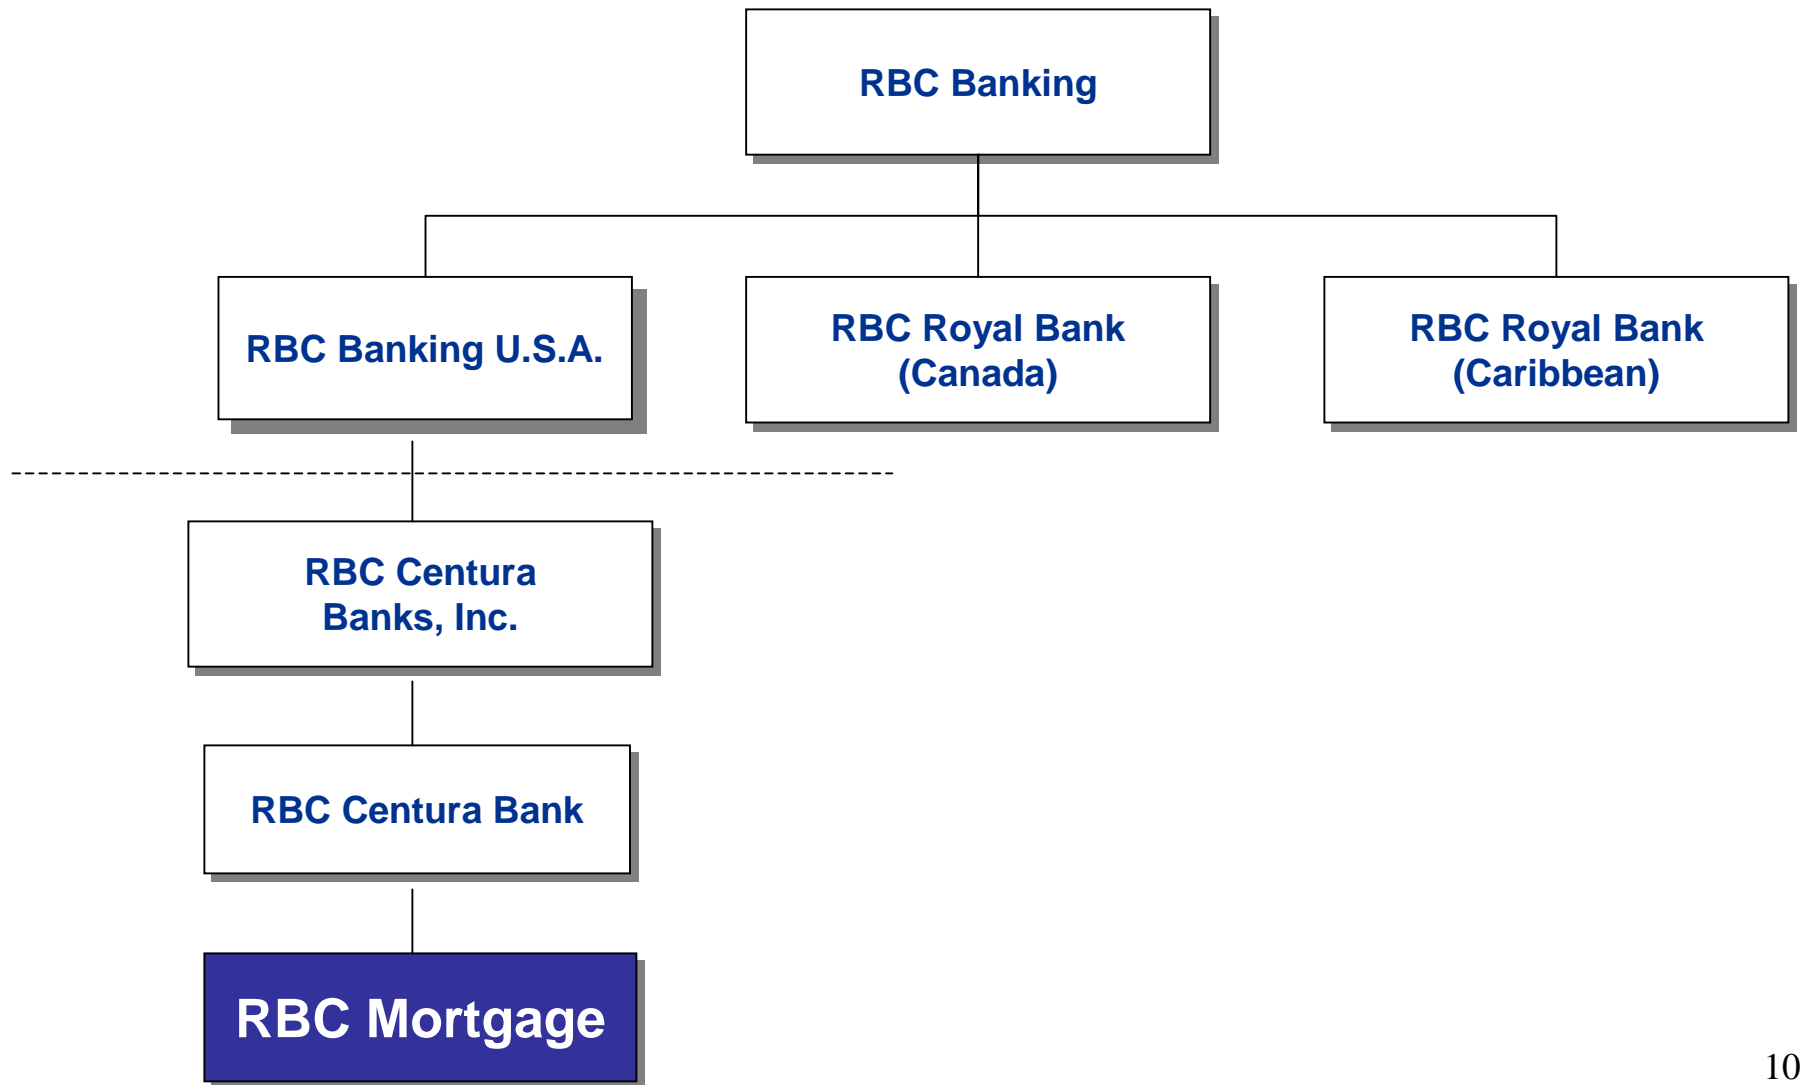 RBC Banking
RBC Banking U.S.A.
RBC Royal Bank
(Canada)
RBC Royal Bank
(Caribbean)
RBC Centura
Banks, Inc.
RBC Centura Bank
RBC Mortgage
10